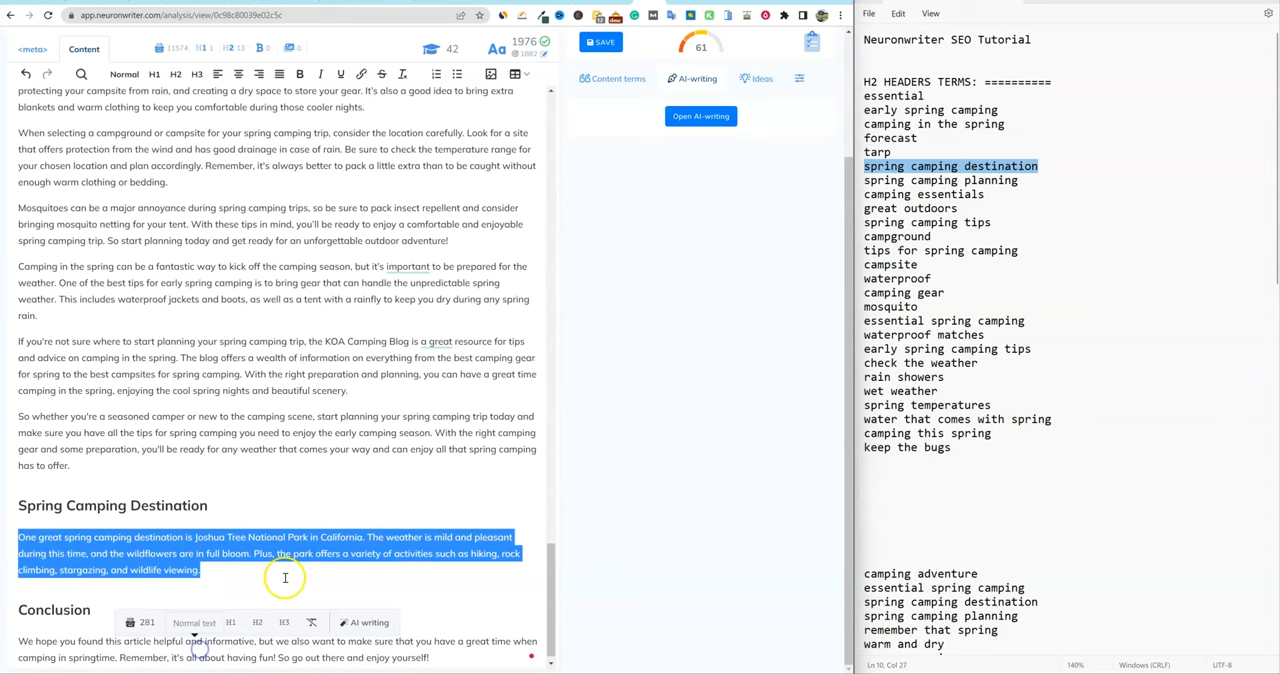 app.neuronwriter.com/analysis/view/0c98c80039e02c5c
<meta>
Content
11574
H1 1
H2 13
B 0
0
42
Aa
1976
1882
Normal
H1
H2
H3
B
I
U
S
protecting your campsite from rain, and creating a dry space to store your gear. It's also a good idea to bring extra
blankets and warm clothing to keep you comfortable during those cooler nights.
When selecting a campground or campsite for your spring camping trip, consider the location carefully. Look for a site
that offers protection from the wind and has good drainage in case of rain. Be sure to check the temperature range for
your chosen location and plan accordingly. Remember, it's always better to pack a little extra than to be caught without
enough warm clothing or bedding.
Mosquitoes can be a major annoyance during spring camping trips, so be sure to pack insect repellent and consider
bringing mosquito netting for your tent. With these tips in mind, you'll be ready to enjoy a comfortable and enjoyable
spring camping trip. So start planning today and get ready for an unforgettable outdoor adventure!
Camping in the spring can be a fantastic way to kick off the camping season, but it's important to be prepared for the
weather. One of the best tips for early spring camping is to bring gear that can handle the unpredictable spring
weather. This includes waterproof jackets and boots, as well as a tent with a rainfly to keep you dry during any spring
rain.
If you're not sure where to start planning your spring camping trip, the KOA Camping Blog is a great resource for tips
and advice on camping in the spring. The blog offers a wealth of information on everything from the best camping gear
for spring to the best campsites for spring camping. With the right preparation and planning, you can have a great time
camping in the spring, enjoying the cool spring nights and beautiful scenery.
So whether you're a seasoned camper or new to the camping scene, start planning your spring camping trip today and
make sure you have all the tips for spring camping you need to enjoy the early camping season. With the right camping
gear and some preparation, you'll be ready for any weather that comes your way and can enjoy all that spring camping
has to offer.
Spring Camping Destination
One great spring camping destination is Joshua Tree National Park in California. The weather is mild and pleasant
during this time, and the wildflowers are in full bloom. Plus, the park offers a variety of activities such as hiking, rock
climbing, stargazing, and wildlife viewing.
Conclusion
281
Normal text
H1
H2
H3
AI writing
We hope you found this article helpful and informative, but we also want to make sure that you have a great time when
camping in springtime. Remember, it's all about having fun! So go out there and enjoy yourself!
SAVE
61
Content terms
AI-writing
Ideas
Open AI-writing
File
Edit
View
Neuronwriter SEO Tutorial
H2 HEADERS TERMS: ==========
essential
early spring camping
camping in the spring
forecast
tarp
spring camping destination
spring camping planning
camping essentials
great outdoors
spring camping tips
campground
tips for spring camping
campsite
waterproof
camping gear
mosquito
essential spring camping
waterproof matches
early spring camping tips
check the weather
rain showers
wet weather
spring temperatures
water that comes with spring
camping this spring
keep the bugs
camping adventure
essential spring camping
spring camping destination
spring camping planning
remember that spring
warm and dry
Ln 10, Col 27
140%
Windows (CRLF)
UTF-8